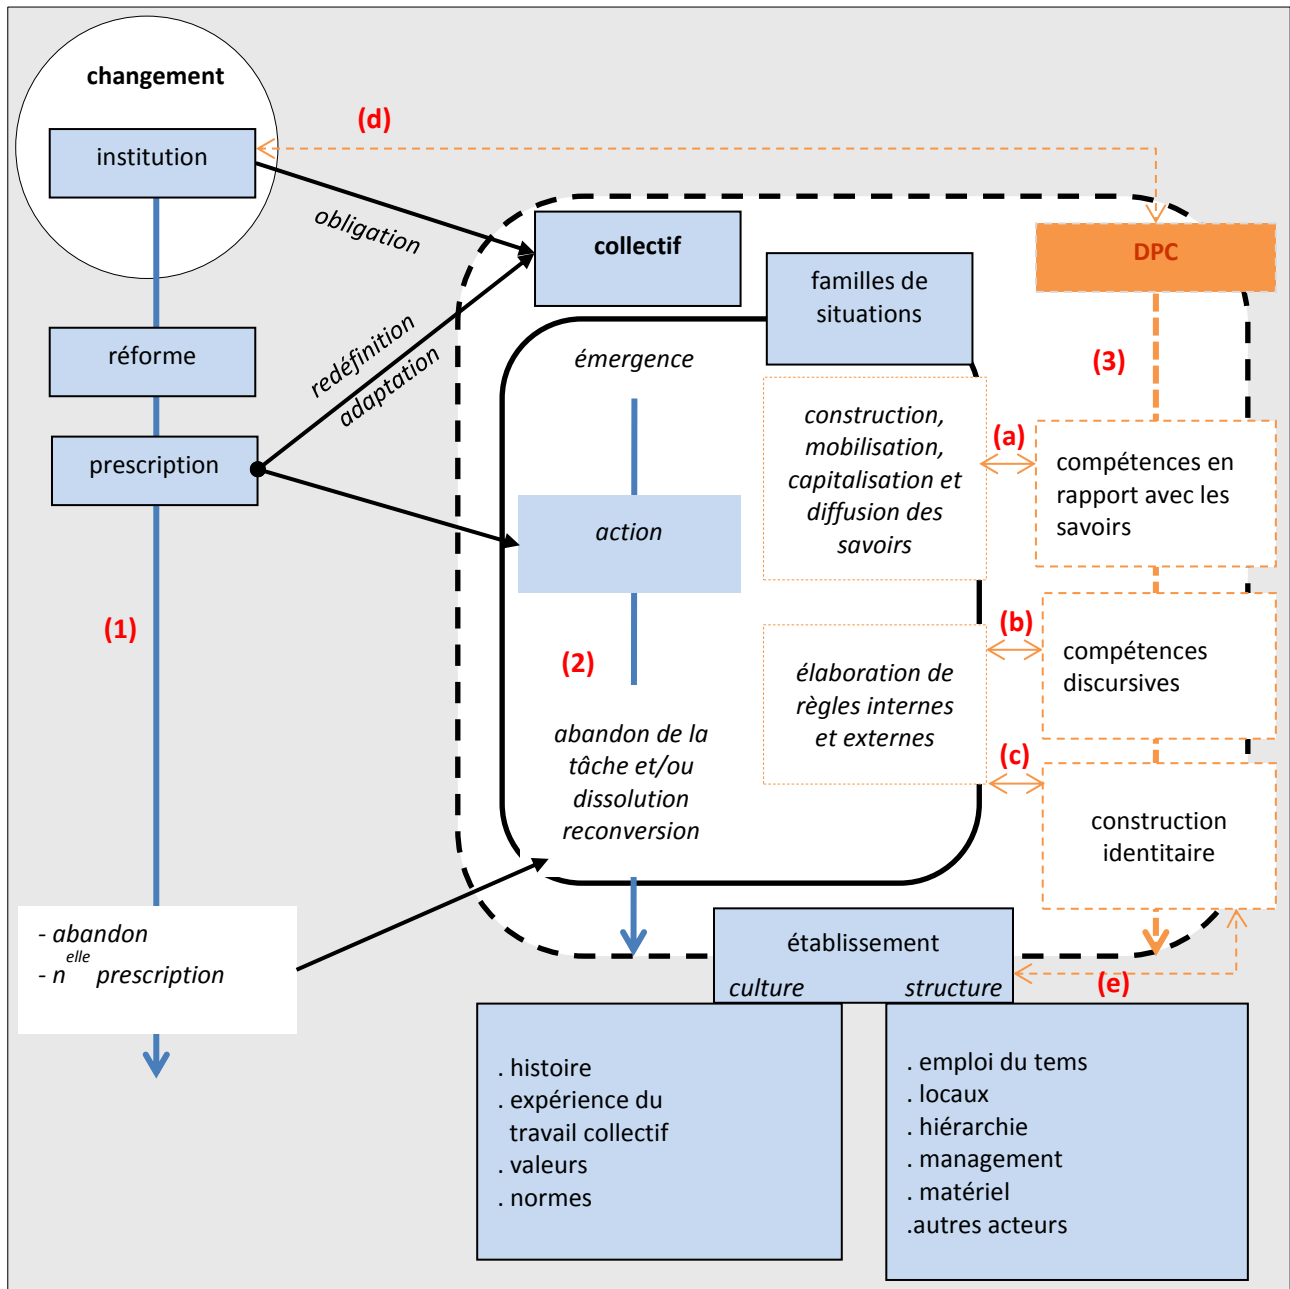 changement
institution
(d)
obligation
réforme
prescription
redéfinition
adaptation
(1)
- abandon
- n elle prescription
collectif
familles de
situations
émergence
action
(2)
abandon de la
tâche et/ou
dissolution
reconversion
construction,
mobilisation,
capitalisation et
diffusion des
savoirs
élaboration de
règles internes
et externes
DPC
(3)
(a)
compétences en
rapport avec les
savoirs
(b)
compétences
discursives
(c)
construction
identitaire
établissement
culture structure
(e)
. histoire
. expérience du
travail collectif
. valeurs
. normes
. emploi du tems
. locaux
. hiérarchie
. management
. matériel
.autres acteurs